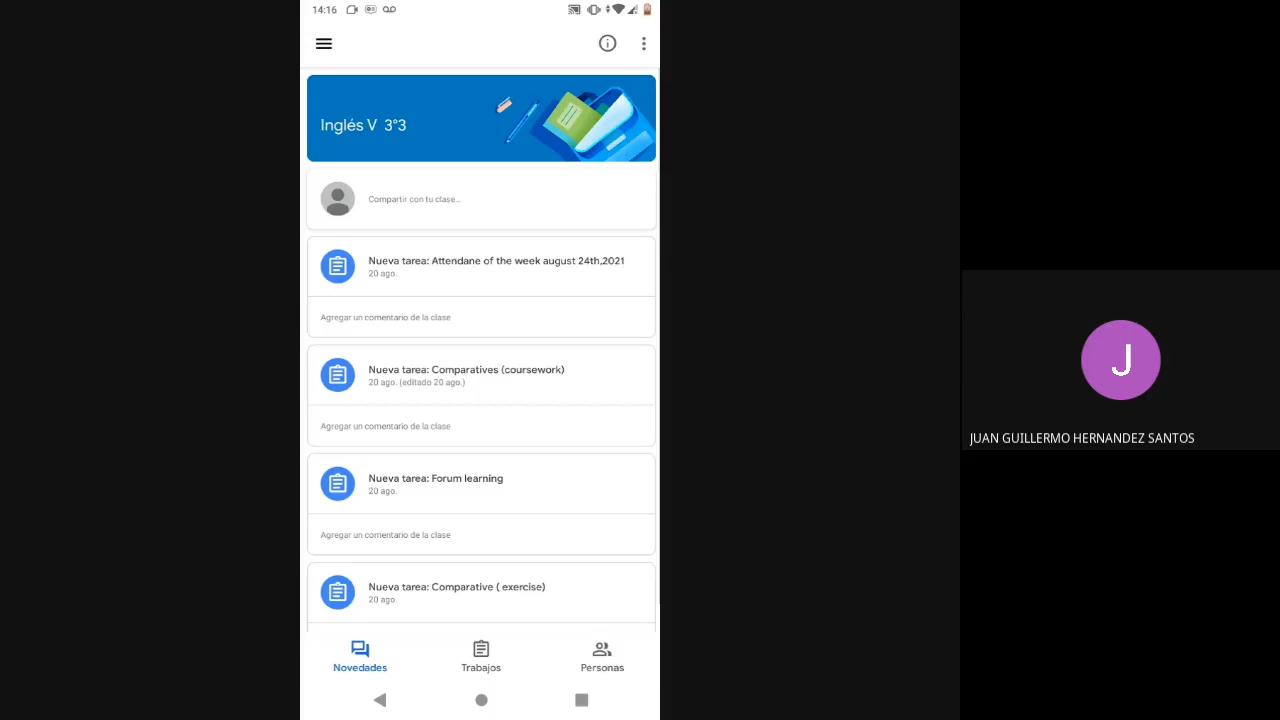 14:16
Inglés V 3°3
Compartir con tu clase...
Nueva tarea: Attendane of the week august 24th,2021
20 ago.
Agregar un comentario de la clase
Nueva tarea: Comparatives (coursework)
20 ago. (editado 20 ago.)
Agregar un comentario de la clase
Nueva tarea: Forum learning
20 ago.
Agregar un comentario de la clase
Nueva tarea: Comparative ( exercise)
20 ago.
Novedades
Trabajos
Personas
J
JUAN GUILLERMO HERNANDEZ SANTOS